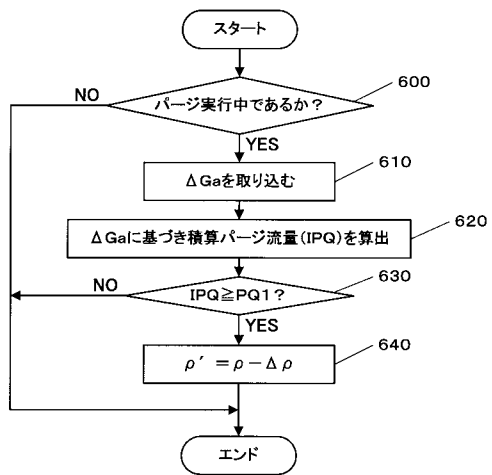 スタート
600
パージ実行中であるか？
NO
YES
610
ΔGaを取り込む
620
ΔGaに基づき積算パージ流量(IPQ)を算出
630
NO
IPQ≧PQ1？
YES
640
ρ′＝ρ－Δρ
エンド